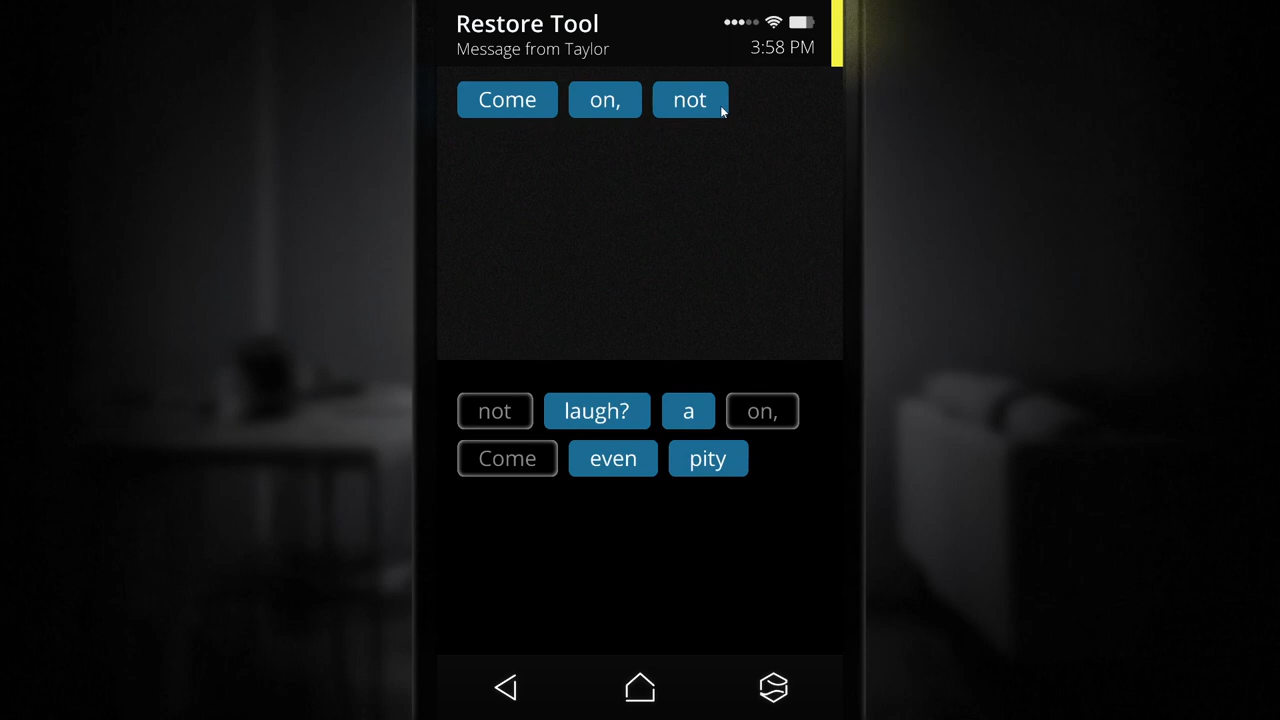 Restore Tool
Message from Taylor
3:58 PM
Come on, not
not laugh? a on,
Come even pity